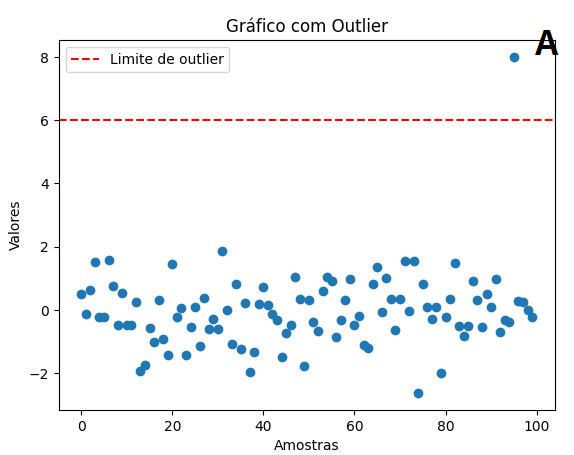 Gráfico com Outlier
A
Limite de outlier
8
6
4
2
0
−2
Valores
0 20 40 60 80 100
Amostras